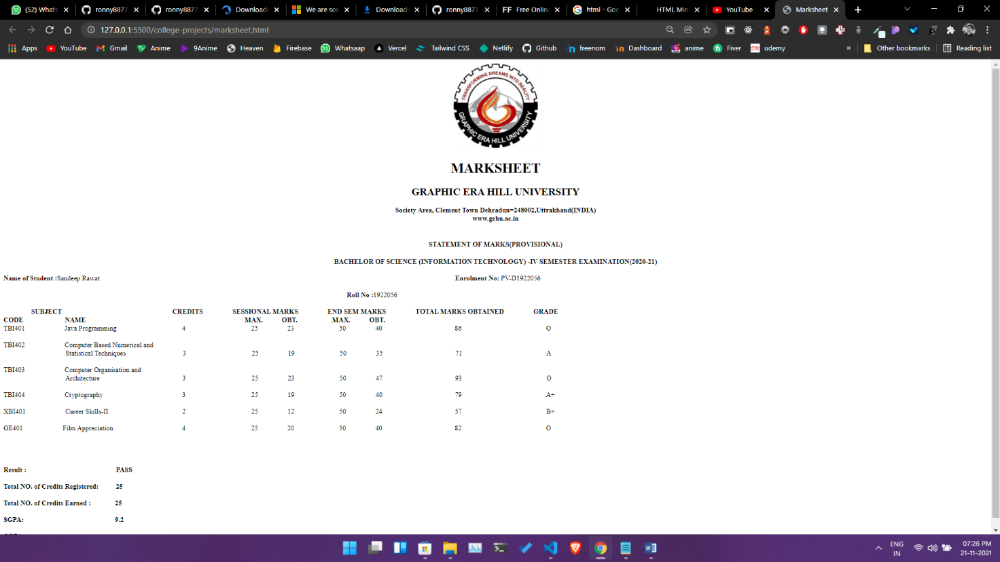 (52) Whats
ronny8877
ronny8877
Downloadi
We are sor
Downloads
ronny8877
FF Free Onlin
html - Goo
HTML Min
YouTube
Marksheet
127.0.0.1:5500/college-projects/marksheet.html
Apps YouTube Gmail Anime 9Anime Heaven Firebase Whatsaap Vercel Tailwind CSS Netlify Github freenom Dashboard anime Fiver udemy » Other bookmarks Reading list
TRANSFORMING DREAMS INTO REALITY
GRAPHIC ERA HILL UNIVERSITY
MARKSHEET
GRAPHIC ERA HILL UNIVERSITY
Society Area, Clement Town Dehradun=248002,Uttrakhand(INDIA)
www.gehu.ac.in
STATEMENT OF MARKS(PROVISIONAL)
BACHELOR OF SCIENCE (INFORMATION TECHNOLOGY) -IV SEMESTER EXAMINATION(2020-21)
Name of Student :Sandeep Rawat Enrolment No: PV-D1922056
Roll No :1922056
SUBJECT CREDITS SESSIONAL MARKS END SEM MARKS TOTAL MARKS OBTAINED GRADE
CODE NAME MAX. OBT. MAX. OBT.
TBI401 Java Programming 4 25 23 50 40 86 O
TBI402 Computer Based Numerical and
Statistical Techniques 3 25 19 50 35 71 A
TBI403 Computer Organisation and
Architecture 3 25 23 50 47 93 O
TBI404 Cryptography 3 25 19 50 40 79 A+
XBI401 Career Skills-II 2 25 12 50 24 57 B+
GE401 Film Appreciation 4 25 20 50 40 82 O
Result : PASS
Total NO. of Credits Registered: 25
Total NO. of Credits Earned : 25
SGPA: 9.2
ENG
IN
07:26 PM
21-11-2021